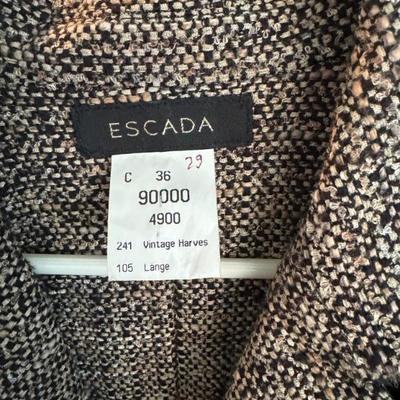 ESCADA
C 36 29
90000
4900
241 Vintage Harves
105 Lange